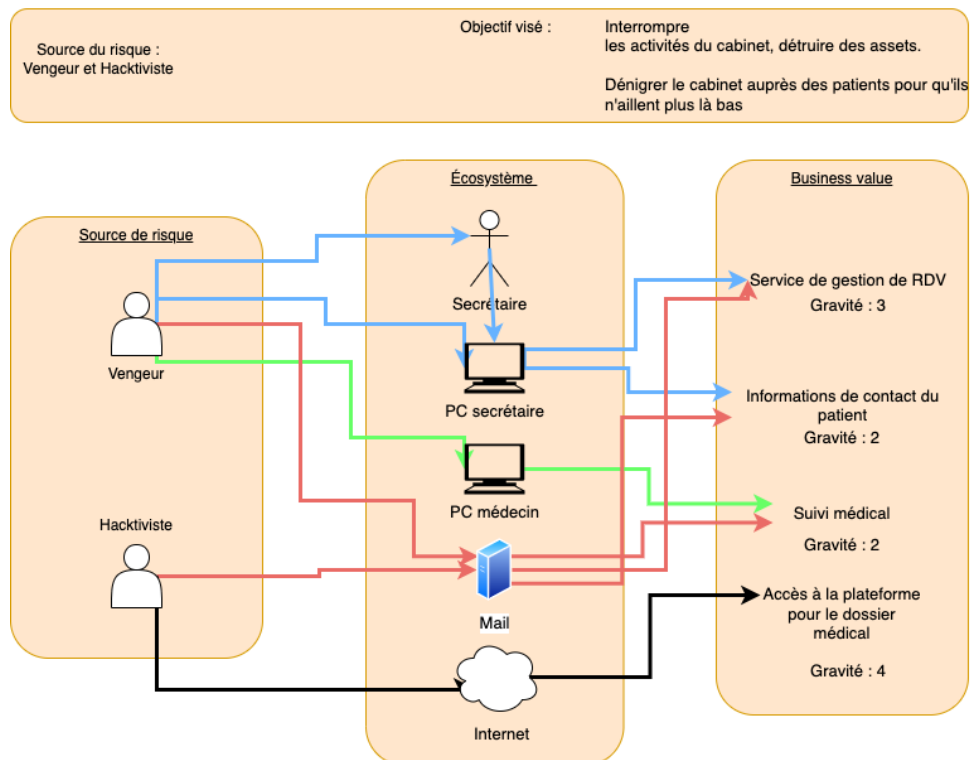 Source du risque :
Vengeur et Hacktiviste
Objectif visé :
Interrompre
les activités du cabinet, détruire des assets.
Dénigrer le cabinet auprès des patients pour qu'ils
n'aillent plus là bas
Source de risque
Vengeur
Hacktiviste
Écosystème
Secrétaire
PC secrétaire
PC médecin
Mail
Internet
Business value
Service de gestion de RDV
Gravité : 3
Informations de contact du
patient
Gravité : 2
Suivi médical
Gravité : 2
Accès à la plateforme
pour le dossier
médical
Gravité : 4